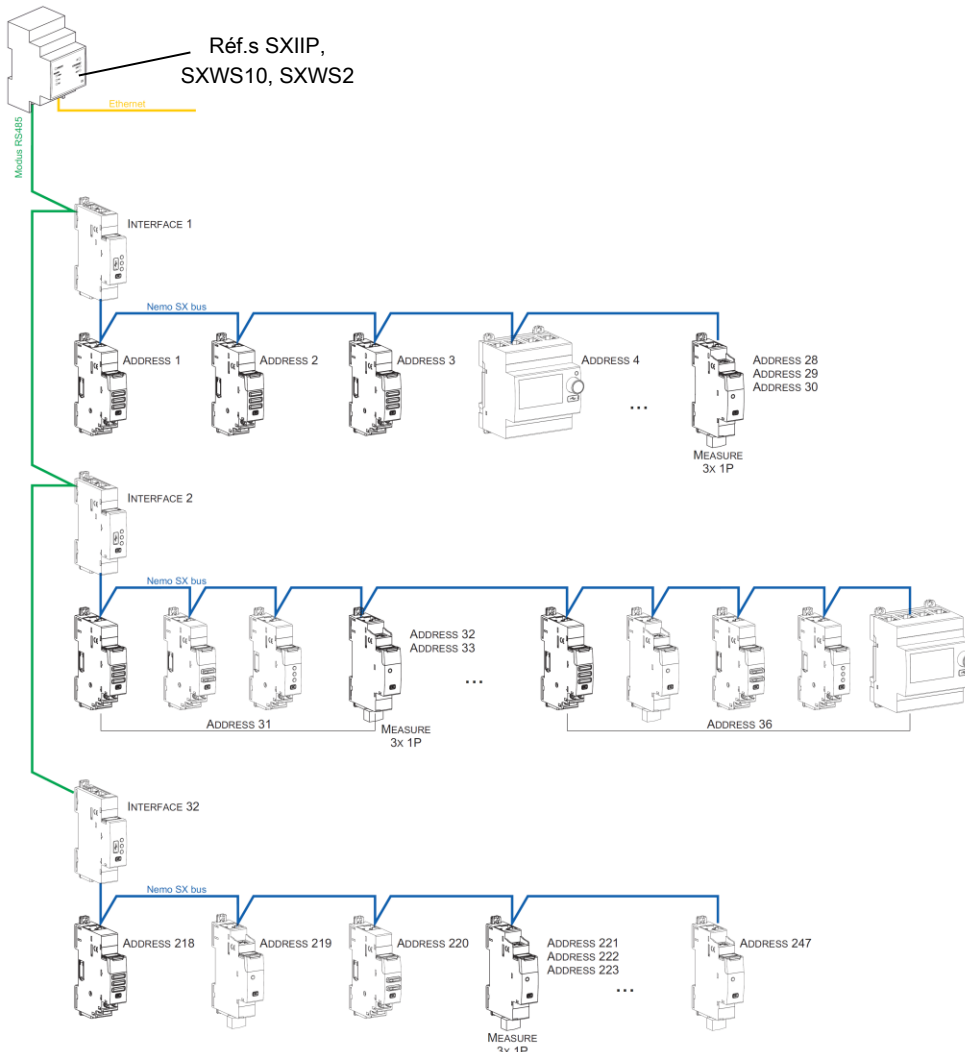 Réf.s SXIIP,
SXWS10, SXWS2
Ethernet
Modus RS485
INTERFACE 1
Nemo SX bus
ADDRESS 1
ADDRESS 2
ADDRESS 3
ADDRESS 4
...
ADDRESS 28
ADDRESS 29
ADDRESS 30
MEASURE
3X 1P
INTERFACE 2
Nemo SX bus
ADDRESS 32
ADDRESS 33
...
ADDRESS 31
MEASURE
3X 1P
ADDRESS 36
INTERFACE 32
Nemo SX bus
ADDRESS 218
ADDRESS 219
ADDRESS 220
ADDRESS 221
ADDRESS 222
ADDRESS 223
...
ADDRESS 247
MEASURE
3X 1P